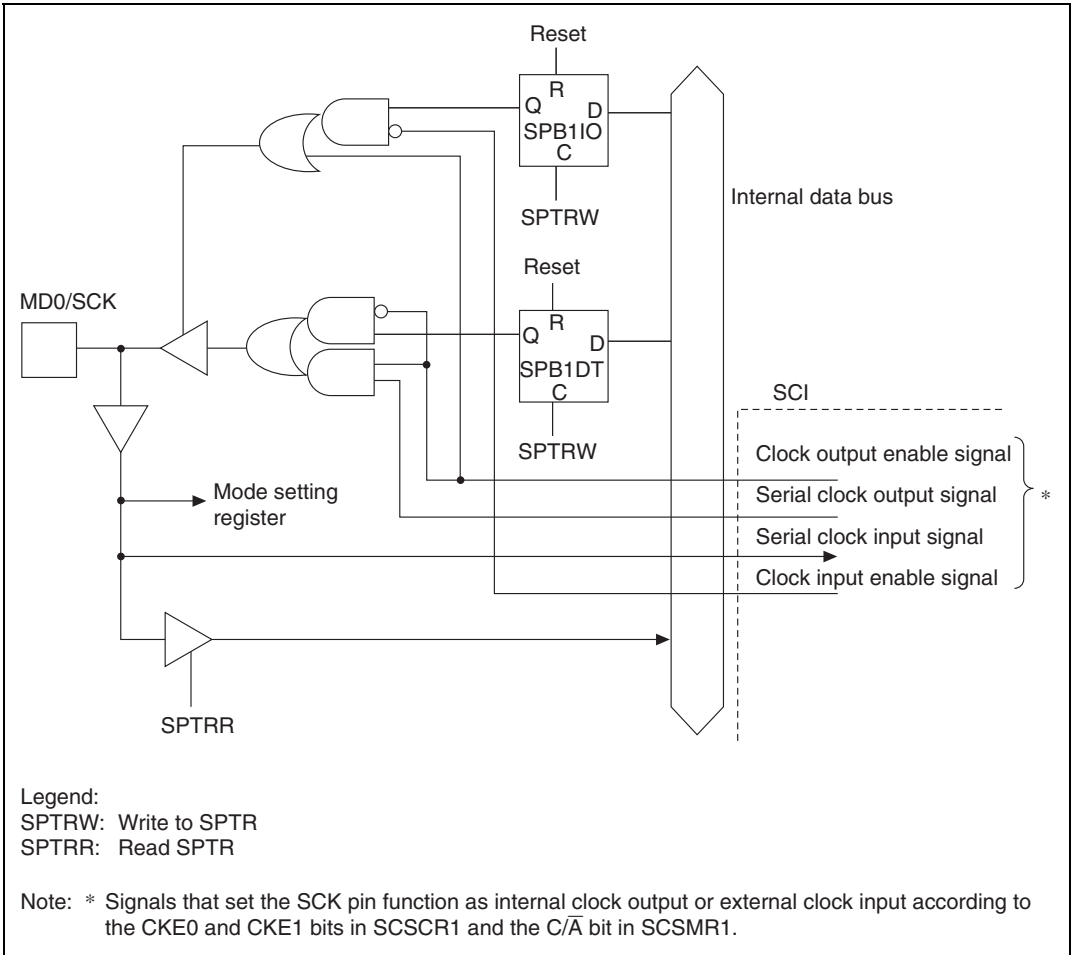 Reset
R
Q
D
SPB1IO
C
SPTRW
Internal data bus
Reset
MD0/SCK
R
Q
D
SPB1DT
C
SPTRW
SCI
Clock output enable signal
Serial clock output signal
*
Mode setting
register
Serial clock input signal
Clock input enable signal
SPTRR
Legend:
SPTRW: Write to SPTR
SPTRR: Read SPTR
Note: * Signals that set the SCK pin function as internal clock output or external clock input according to
the CKE0 and CKE1 bits in SCSCR1 and the C/A̅ bit in SCSMR1.